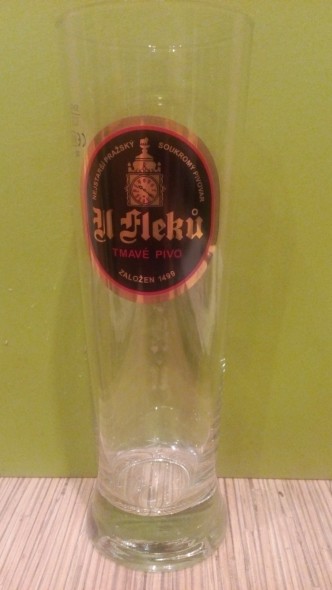 NEJSTARŠÍ PRAŽSKÝ SOUKROMÝ PIVOVAR
U Fleků
TMAVÉ PIVO
ZALOŽEN 1499